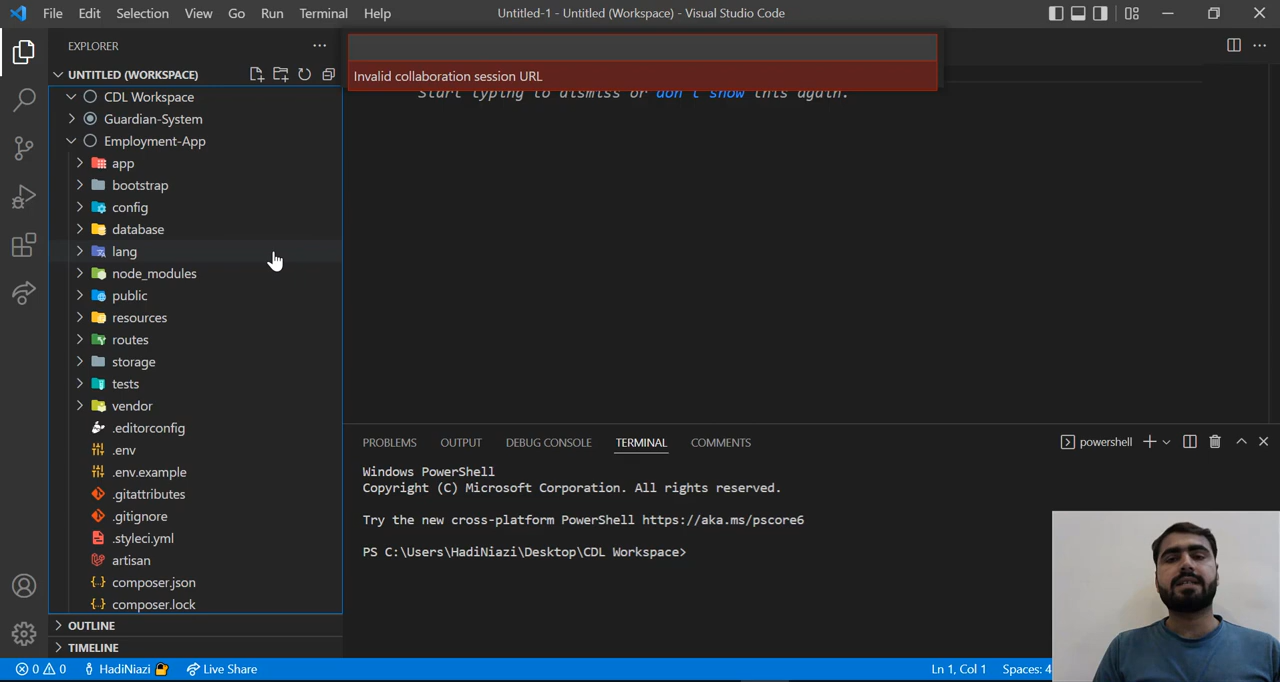 File Edit Selection View Go Run Terminal Help
Untitled-1 - Untitled (Workspace) - Visual Studio Code
EXPLORER
UNTITLED (WORKSPACE)
CDL Workspace
Guardian-System
Employment-App
app
bootstrap
config
database
lang
node_modules
public
resources
routes
storage
tests
vendor
.editorconfig
.env
.env.example
.gitattributes
.gitignore
.styleci.yml
artisan
composer.json
composer.lock
OUTLINE
TIMELINE
Invalid collaboration session URL
Start typing to dismiss or don't show this again.
PROBLEMS OUTPUT DEBUG CONSOLE TERMINAL COMMENTS
powershell
Windows PowerShell
Copyright (C) Microsoft Corporation. All rights reserved.
Try the new cross-platform PowerShell https://aka.ms/pscore6
PS C:\Users\HadiNiazi\Desktop\CDL Workspace>
0 0 HadiNiazi Live Share
Ln 1, Col 1 Spaces: 4